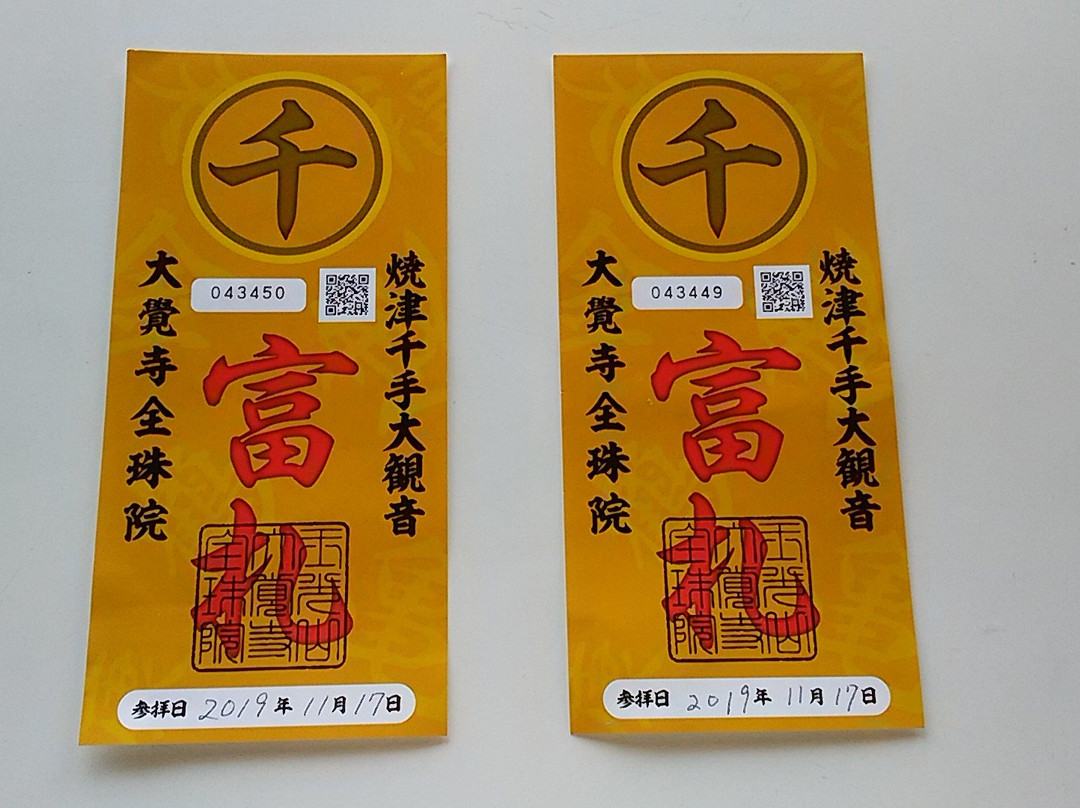 千
043450
焼津千手大観音
富札
大覺寺全珠院
参拝日 2019年 11月 17日
千
043449
焼津千手大観音
富札
大覺寺全珠院
参拝日 2019年 11月 17日